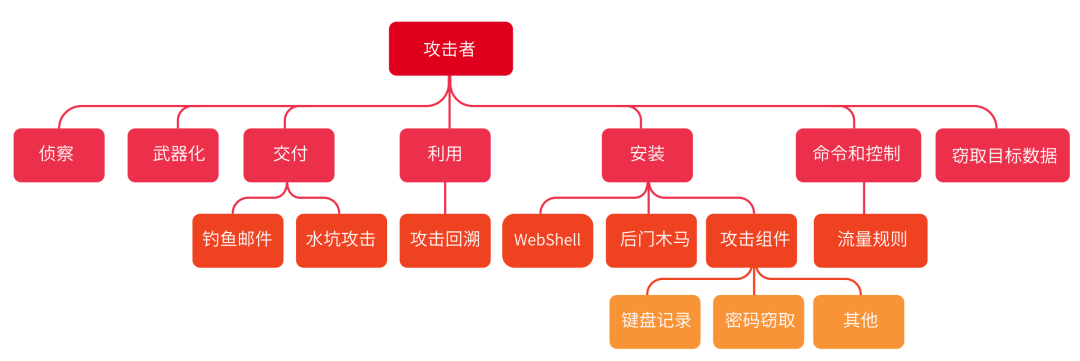 攻击者
侦察
武器化
交付
利用
安装
命令和控制
窃取目标数据
钓鱼邮件
水坑攻击
攻击回溯
WebShell
后门木马
攻击组件
流量规则
键盘记录
密码窃取
其他